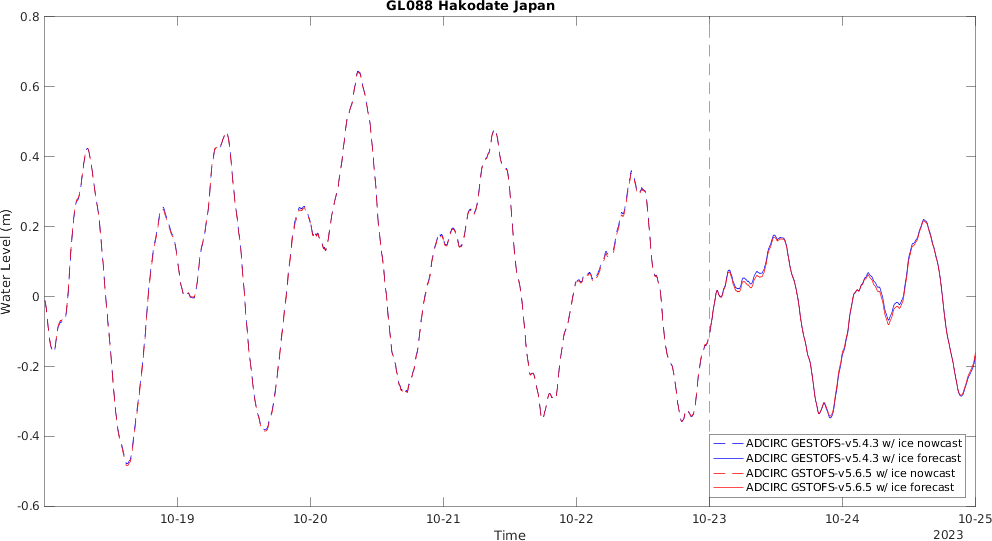 GL088 Hakodate Japan
0.8
0.6
0.4
0.2
0
-0.2
-0.4
-0.6
Water Level (m)
ADCIRC GESTOFS-v5.4.3 w/ ice nowcast
ADCIRC GESTOFS-v5.4.3 w/ ice forecast
ADCIRC GSTOFS-v5.6.5 w/ ice nowcast
ADCIRC GSTOFS-v5.6.5 w/ ice forecast
10-19 10-20 10-21 10-22 10-23 10-24 10-25
Time
2023